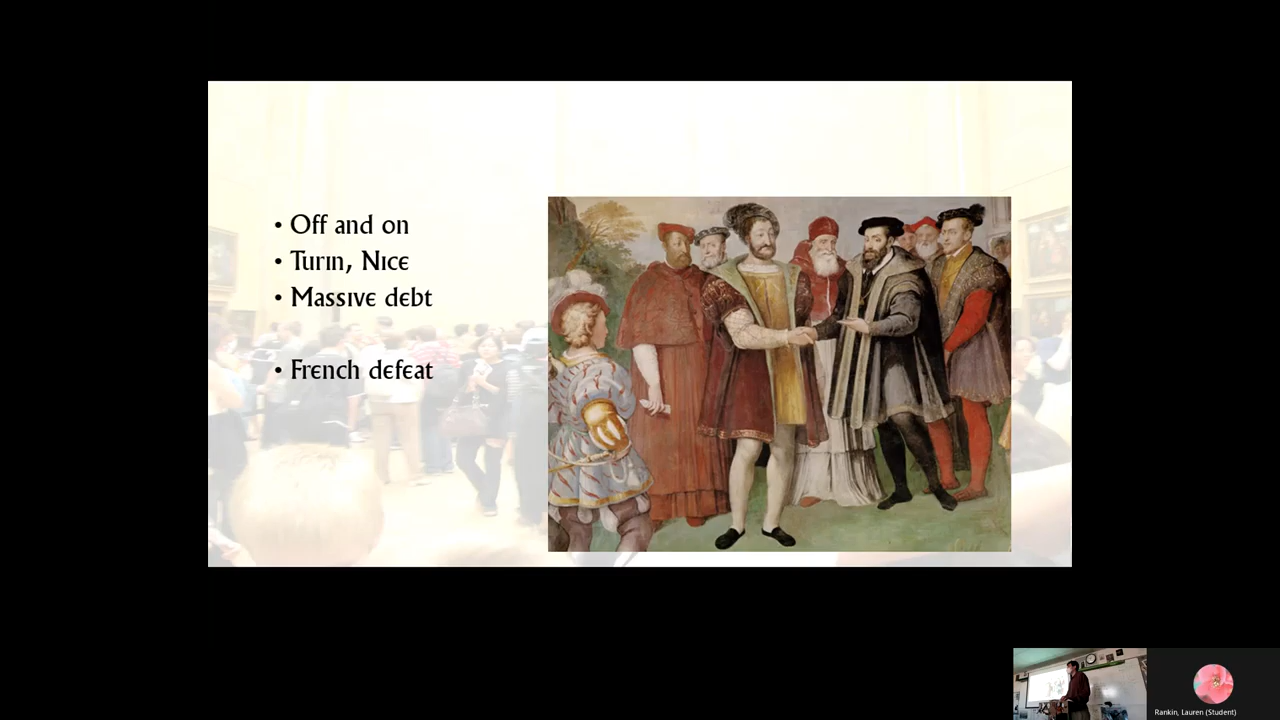 • Off and on
• Turin, Nice
• Massive debt
• French defeat
Rankin, Lauren (Student)